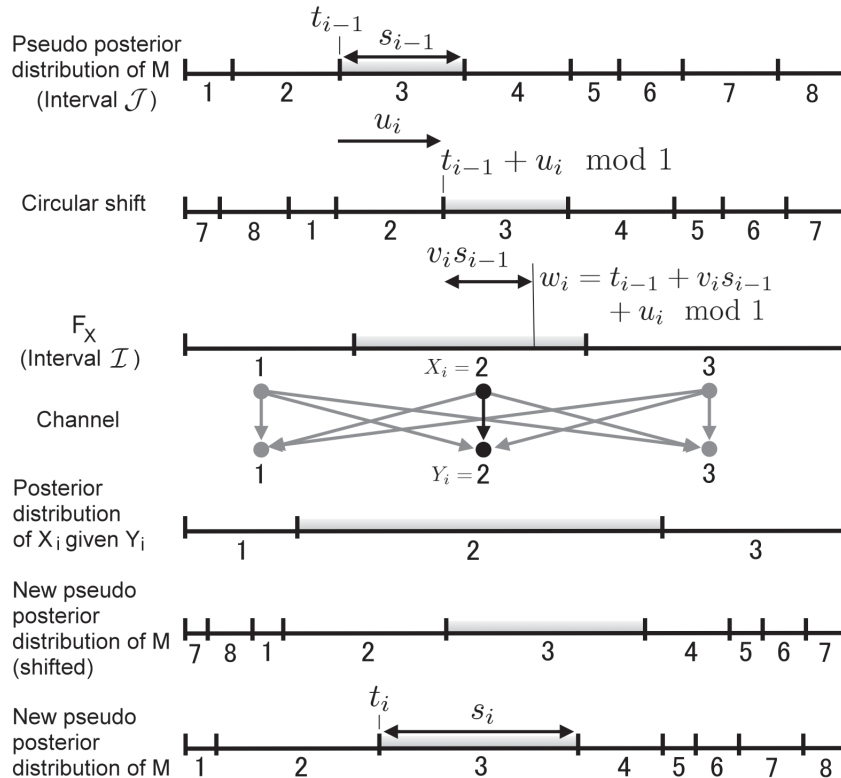 t_{i-1}
s_{i-1}
Pseudo posterior
distribution of M
(Interval 𝒥)
1 2 3 4 5 6 7 8
u_i
t_{i-1} + u_i mod 1
Circular shift
7 8 1 2 3 4 5 6 7
v_i s_{i-1}
w_i = t_{i-1} + v_i s_{i-1}
+ u_i mod 1
F_X
(Interval ℐ)
1 X_i = 2 3
Channel
1 Y_i = 2 3
Posterior
distribution
of X_i given Y_i
1 2 3
New pseudo
posterior
distribution of M
(shifted)
7 8 1 2 3 4 5 6 7
t_i
s_i
New pseudo
posterior
distribution of M
1 2 3 4 5 6 7 8